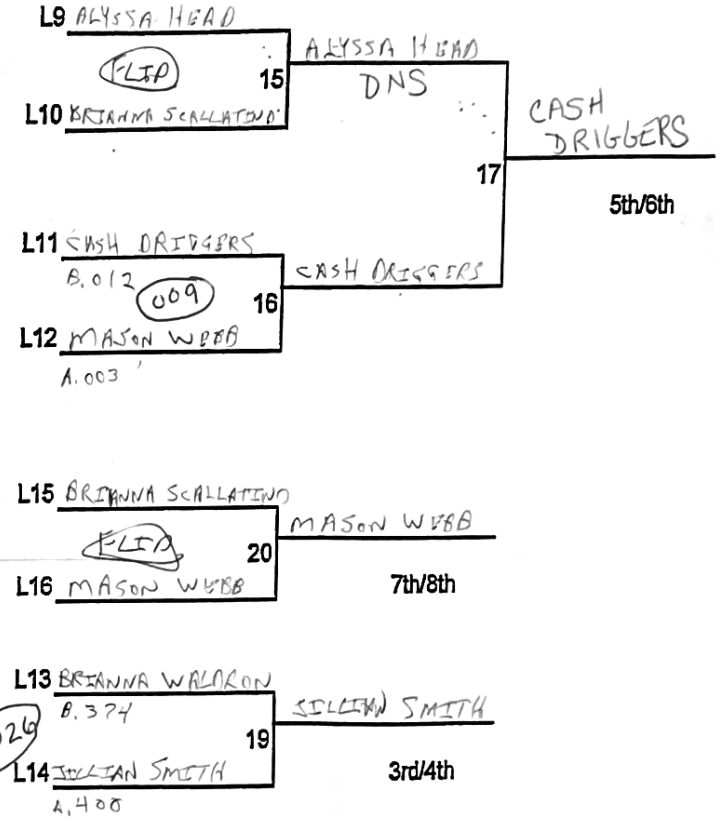 L9 ALYSSA HEAD
FLIP
15
ALYSSA HEAD
DNS
L10 BRIANNA SCALLATINO
CASH
DRIGGERS
17
5th/6th
L11 CASH DRIGGERS
B.012
009
16
CASH DRIGGERS
L12 MASON WEBB
A.003
L15 BRIANNA SCALLATINO
FLIP
20
MASON WEBB
L16 MASON WEBB
7th/8th
L13 BRIANNA WALDRON
B.374
26
19
JILLIAN SMITH
L14 JILLIAN SMITH
3rd/4th
A.400